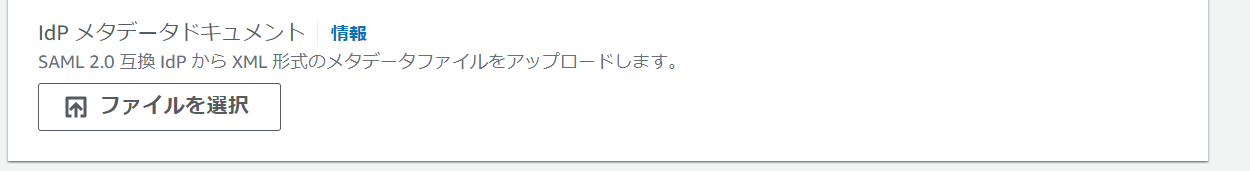 IdP メタデータドキュメント 情報
SAML 2.0 互換 IdP から XML 形式のメタデータファイルをアップロードします。
ファイルを選択